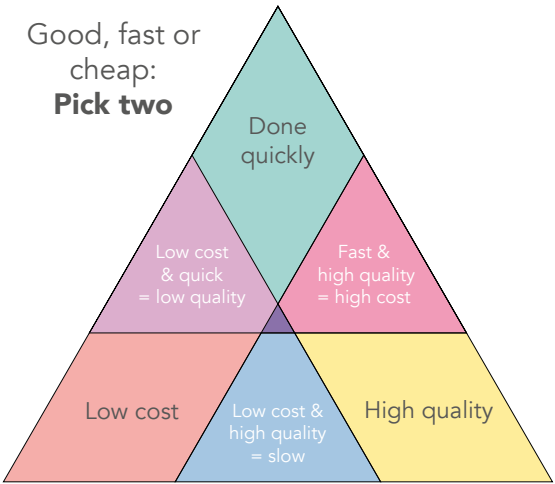 Good, fast or
cheap:
Pick two
Done
quickly
Low cost
& quick
= low quality
Fast &
high quality
= high cost
Low cost
Low cost &
high quality
= slow
High quality